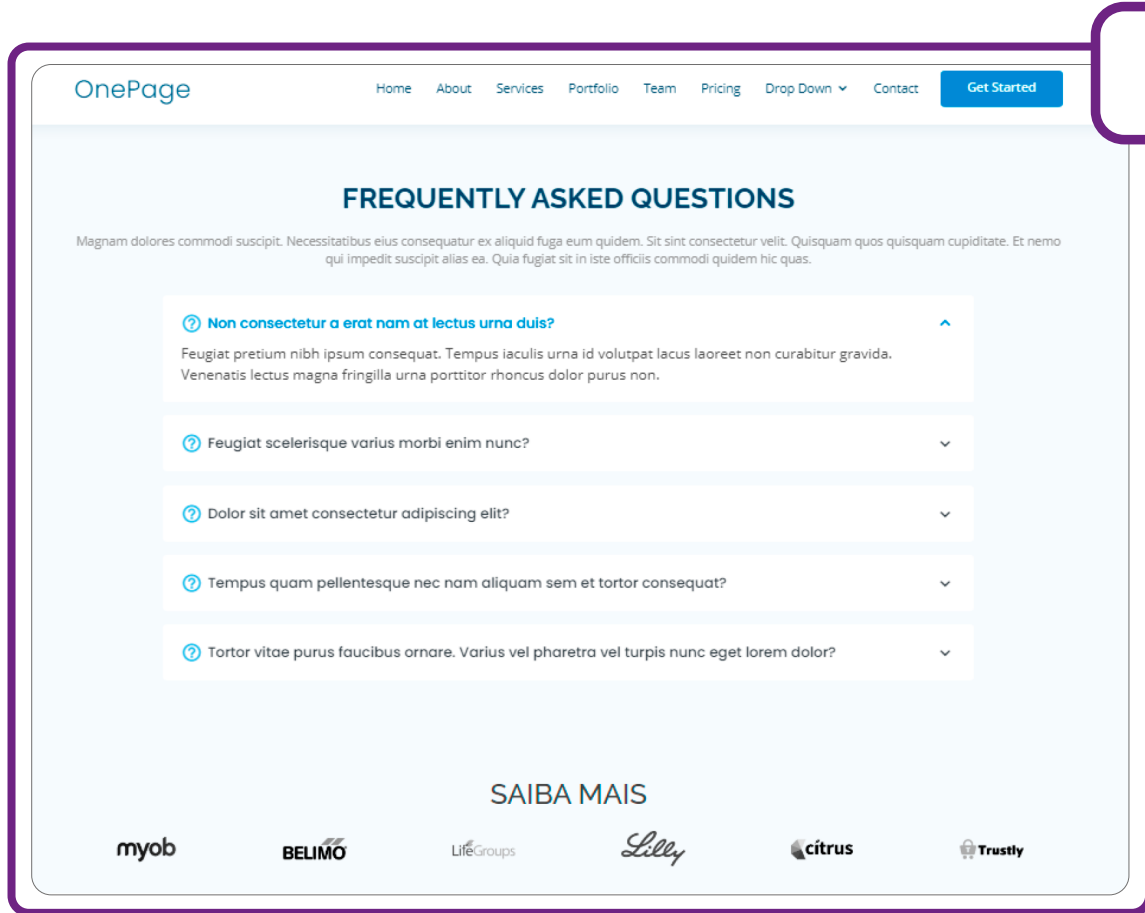 OnePage
Home About Services Portfolio Team Pricing Drop Down Contact Get Started
FREQUENTLY ASKED QUESTIONS
Magnam dolores commodi suscipit. Necessitatibus eius consequatur ex aliquid fuga eum quidem. Sit sint consectetur velit. Quisquam quos quisquam cupiditate. Et nemo
qui impedit suscipit alias ea. Quia fugiat sit in iste officiis commodi quidem hic quas.
Non consectetur a erat nam at lectus urna duis?
Feugiat pretium nibh ipsum consequat. Tempus iaculis urna id volutpat lacus laoreet non curabitur gravida.
Venenatis lectus magna fringilla urna porttitor rhoncus dolor purus non.
Feugiat scelerisque varius morbi enim nunc?
Dolor sit amet consectetur adipiscing elit?
Tempus quam pellentesque nec nam aliquam sem et tortor consequat?
Tortor vitae purus faucibus ornare. Varius vel pharetra vel turpis nunc eget lorem dolor?
SAIBA MAIS
myob BELIMO LifeGroups Lilly citrus Trustly